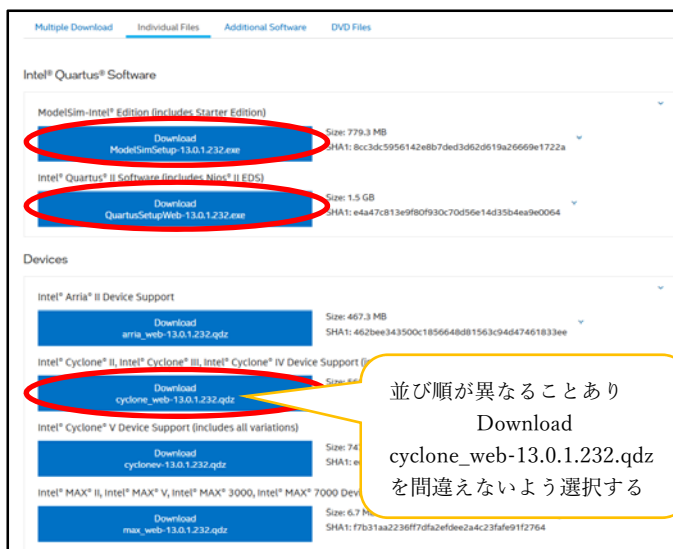 Multiple Download Individual Files Additional Software DVD Files
Intel® Quartus® Software
ModelSim-Intel® Edition (includes Starter Edition)
Download
ModelSimSetup-13.0.1.232.exe
Size: 779.3 MB
SHA1: 8cc3dc5956142e8b7ded3d62d619a26669e1722a
Intel® Quartus® II Software (includes Nios® II EDS)
Download
QuartusSetupWeb-13.0.1.232.exe
Size: 1.5 GB
SHA1: e4a47c813e9f80f930c70d56e14d35b4ea9e0064
Devices
Intel® Arria® II Device Support
Download
arria_web-13.0.1.232.qdz
Size: 467.3 MB
SHA1: 462bee343500c1856648d81563c94d47461833ee
Intel® Cyclone® II, Intel® Cyclone® III, Intel® Cyclone® IV Device Support
Download
cyclone_web-13.0.1.232.qdz
Size:
並び順が異なることあり
Download
cyclone_web-13.0.1.232.qdz
を間違えないよう選択する
Intel® Cyclone® V Device Support (includes all variations)
Download
cyclonev-13.0.1.232.qdz
Size:
SHA1:
Intel® MAX® II, Intel® MAX® V, Intel® MAX® 3000, Intel® MAX® 7000
Download
max_web-13.0.1.232.qdz
Size: 6.7
SHA1: f7b31aa2236ff7dfa2efdee2a4c23fafe91f2764